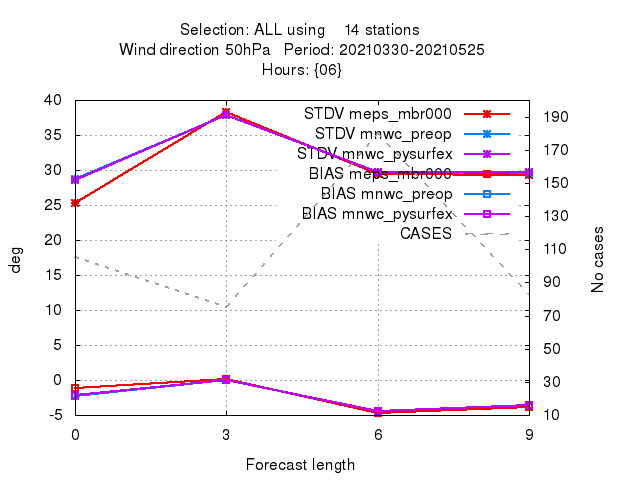 Selection: ALL using    14 stations
Wind direction 50hPa   Period: 20210330-20210525
Hours: {06}
40
35
30
25
20
15
10
5
0
-5
deg
STDV meps_mbr000
STDV mnwc_preop
STDV mnwc_pysurfex
BIAS meps_mbr000
BIAS mnwc_preop
BIAS mnwc_pysurfex
CASES
190
170
150
130
110
90
70
50
30
10
No cases
0 3 6 9
Forecast length